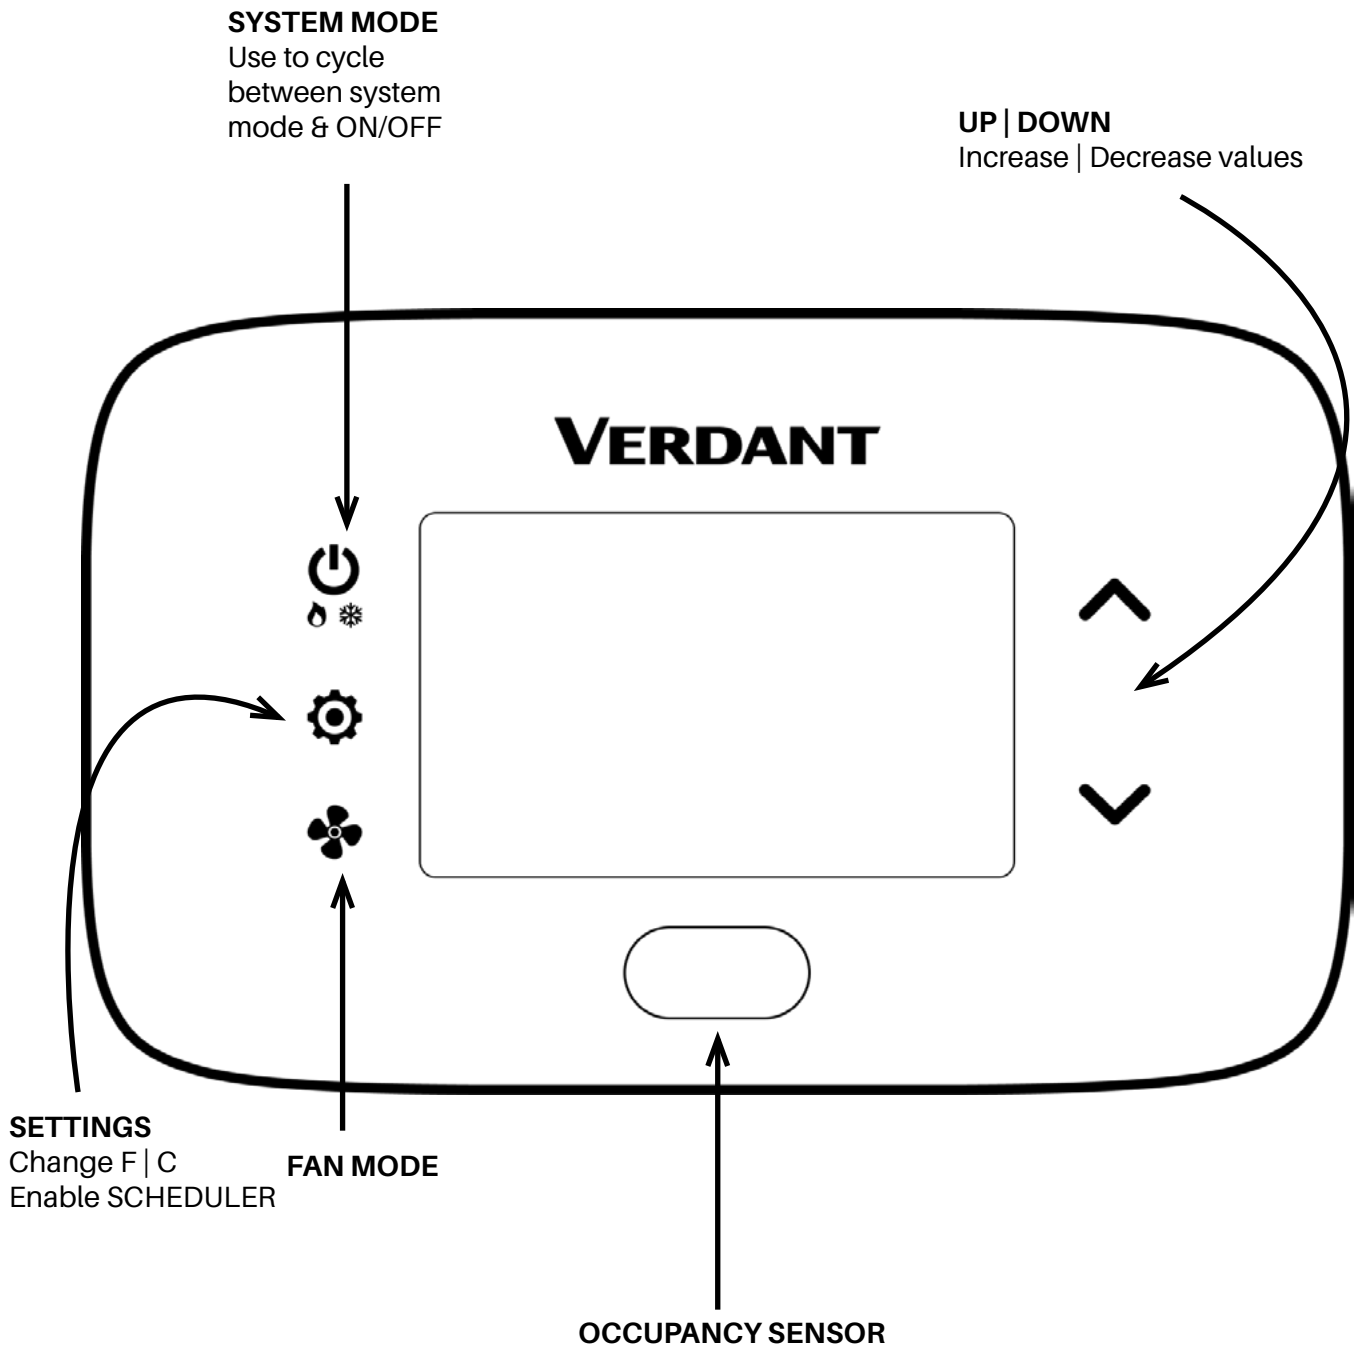 SYSTEM MODE
Use to cycle
between system
mode & ON/OFF
UP | DOWN
Increase | Decrease values
VERDANT
SETTINGS
Change F | C
Enable SCHEDULER
FAN MODE
OCCUPANCY SENSOR